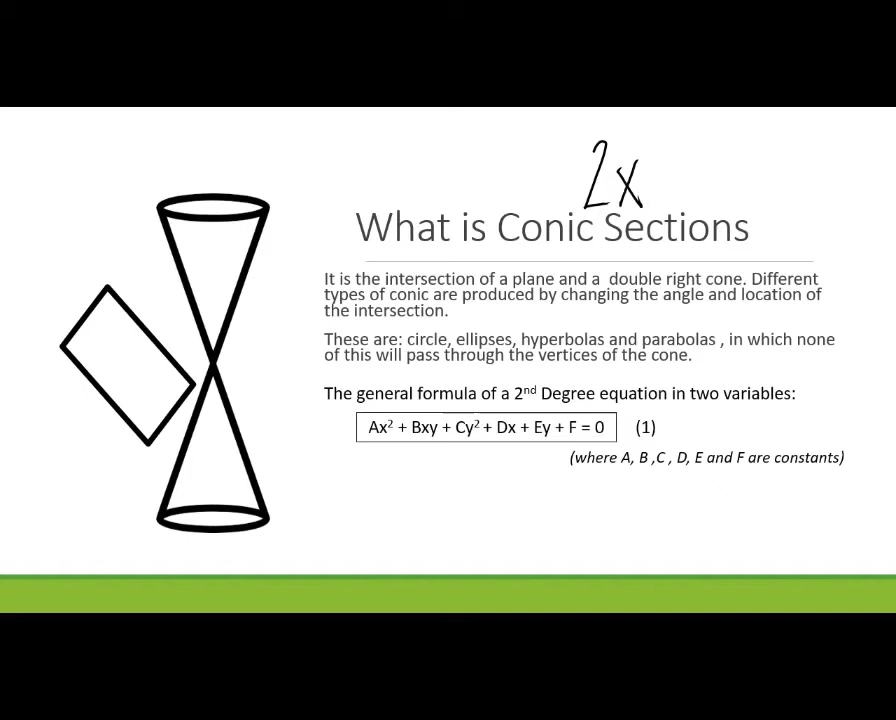 2x
What is Conic Sections
It is the intersection of a plane and a double right cone. Different
types of conic are produced by changing the angle and location of
the intersection.
These are: circle, ellipses, hyperbolas and parabolas , in which none
of this will pass through the vertices of the cone.
The general formula of a 2nd Degree equation in two variables:
Ax² + Bxy + Cy² + Dx + Ey + F = 0 (1)
(where A, B ,C , D, E and F are constants)